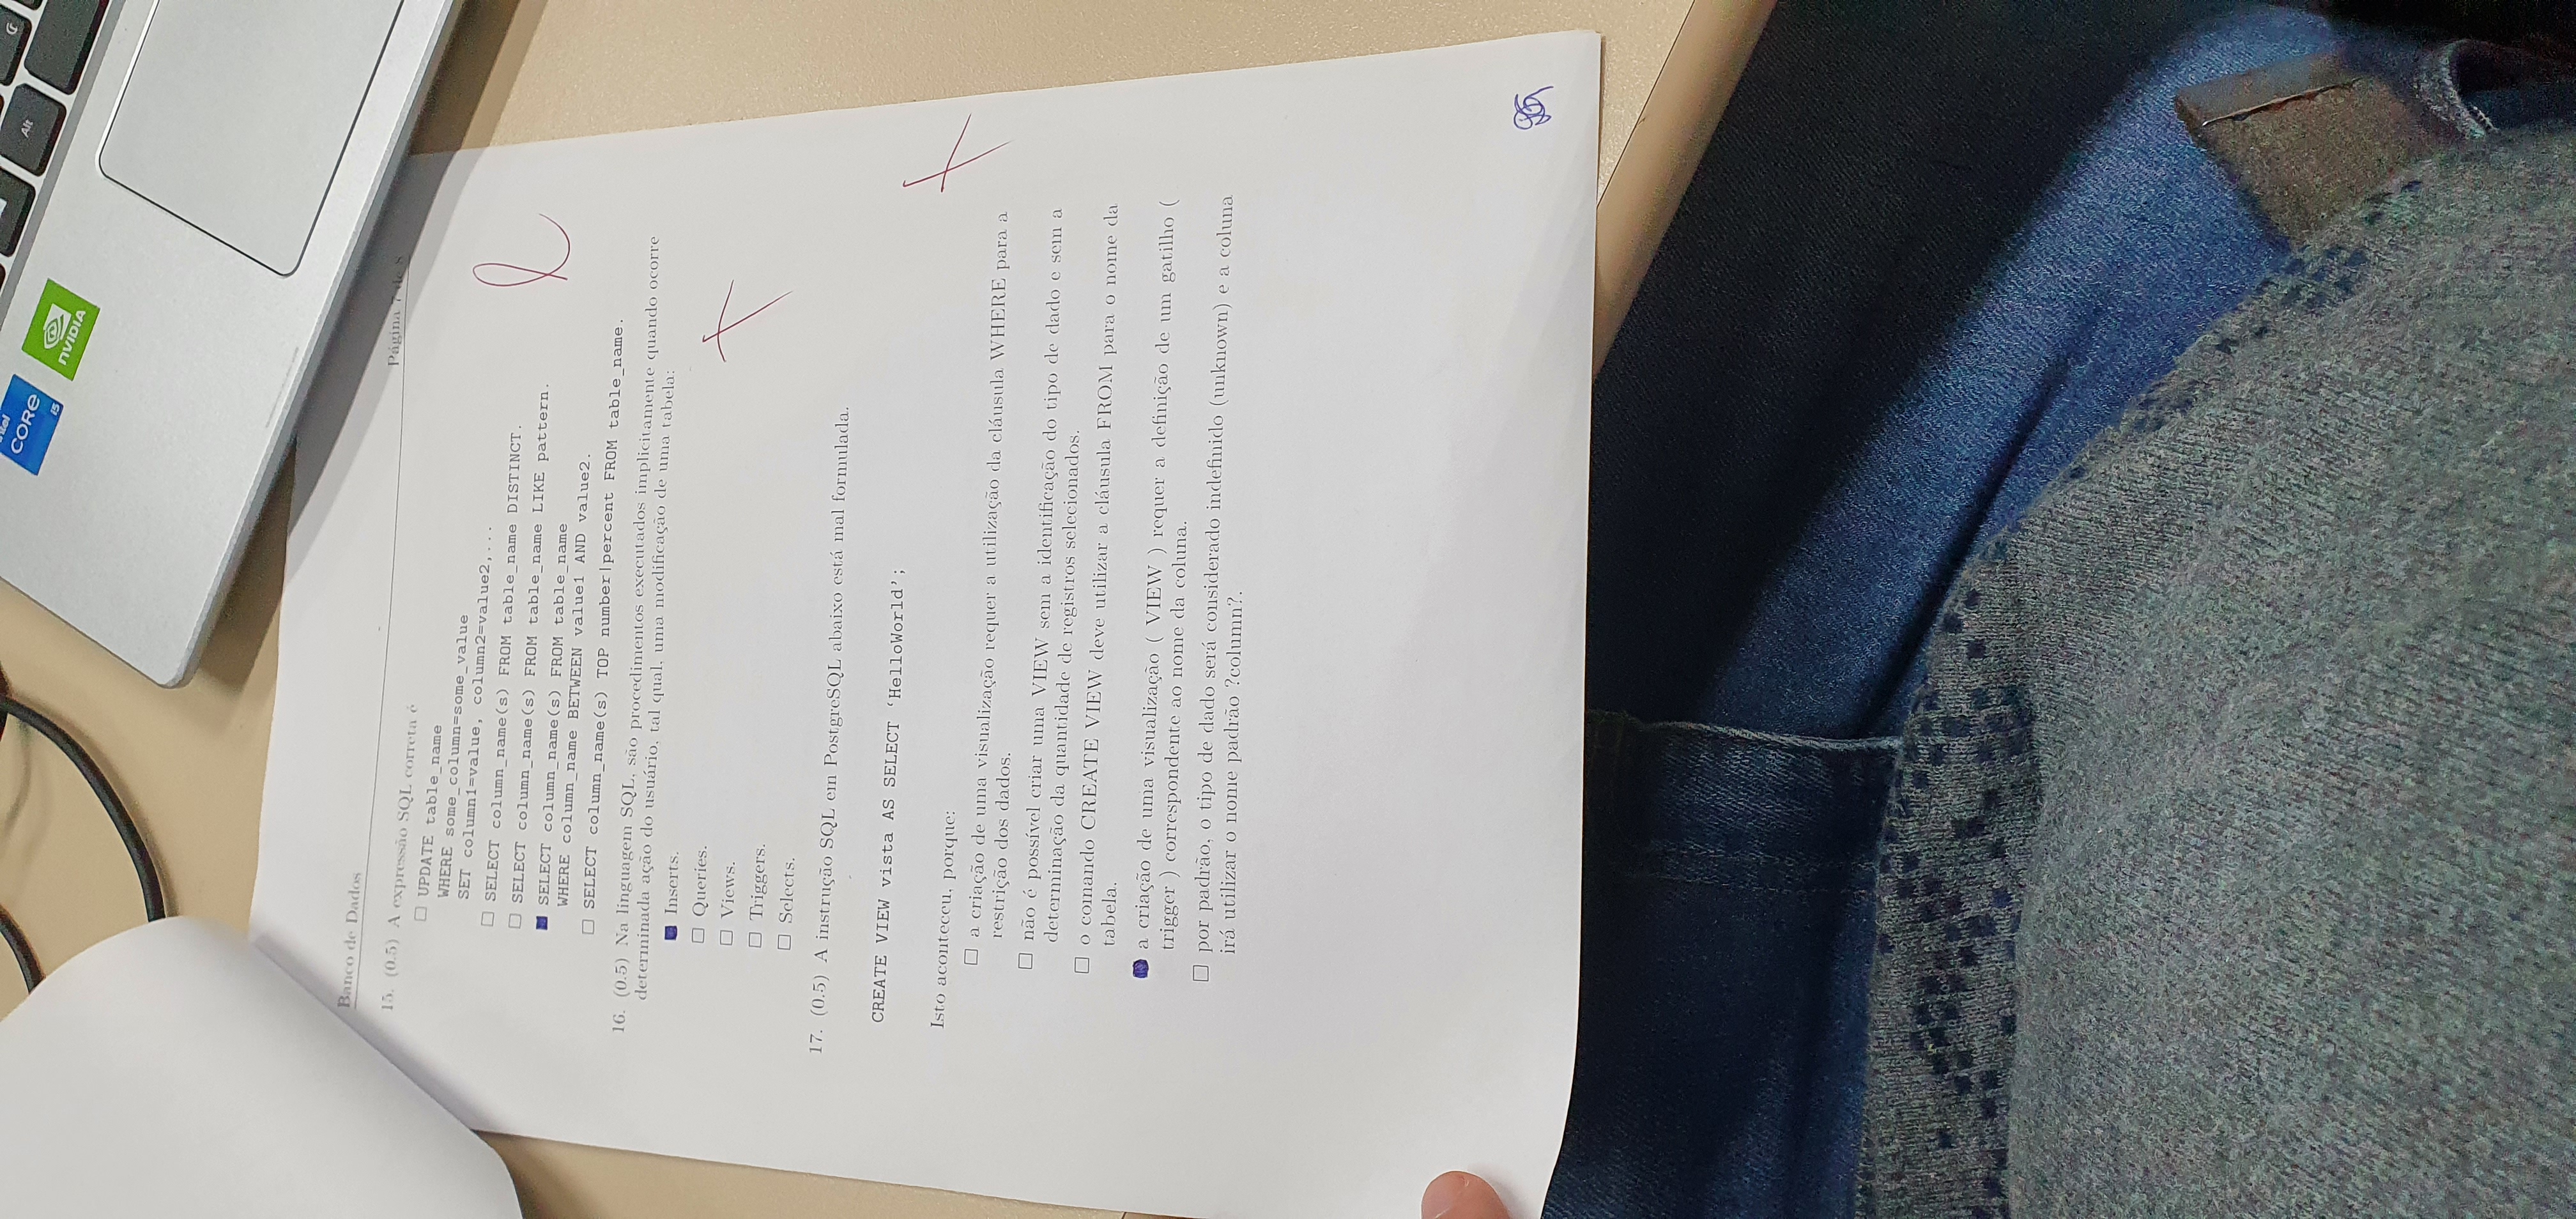 intel
CORE
i5
nVIDIA
Alt
Banco de Dados
Página 7 de 8
15. (0.5) A expressão SQL correta é
UPDATE table_name
WHERE some_column=some_value
SET column1=value, column2=value2,...
SELECT column_name(s) FROM table_name DISTINCT.
SELECT column_name(s) FROM table_name LIKE pattern.
SELECT column_name(s) FROM table_name
WHERE column_name BETWEEN value1 AND value2.
SELECT column_name(s) TOP number|percent FROM table_name.
16. (0.5) Na linguagem SQL, são procedimentos executados implicitamente quando ocorre
determinada ação do usuário, tal qual, uma modificação de uma tabela:
Inserts.
Queries.
Views.
Triggers.
Selects.
17. (0.5) A instrução SQL em PostgreSQL abaixo está mal formulada.
CREATE VIEW vista AS SELECT ‘HelloWorld’;
Isto aconteceu, porque:
a criação de uma visualização requer a utilização da cláusula WHERE para a
restrição dos dados.
não é possível criar uma VIEW sem a identificação do tipo de dado e sem a
determinação da quantidade de registros selecionados.
o comando CREATE VIEW deve utilizar a cláusula FROM para o nome da
tabela.
a criação de uma visualização ( VIEW ) requer a definição de um gatilho (
trigger ) correspondente ao nome da coluna.
por padrão, o tipo de dado será considerado indefinido (unknown) e a coluna
irá utilizar o nome padrão ?column?.